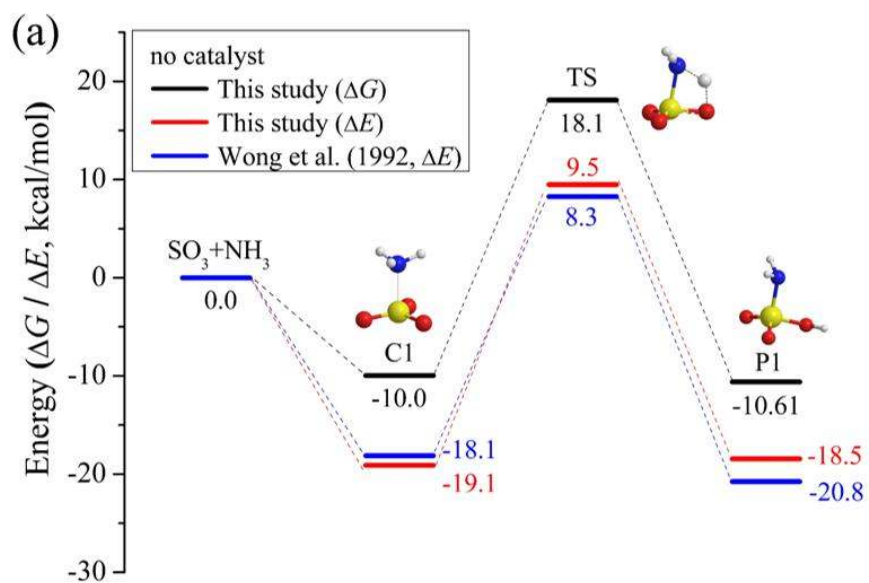 (a)
no catalyst
This study (ΔG)
This study (ΔE)
Wong et al. (1992, ΔE)
Energy (ΔG / ΔE, kcal/mol)
20
10
0
-10
-20
-30
SO₃+NH₃
0.0
C1
-10.0
-18.1
-19.1
TS
18.1
9.5
8.3
P1
-10.61
-18.5
-20.8